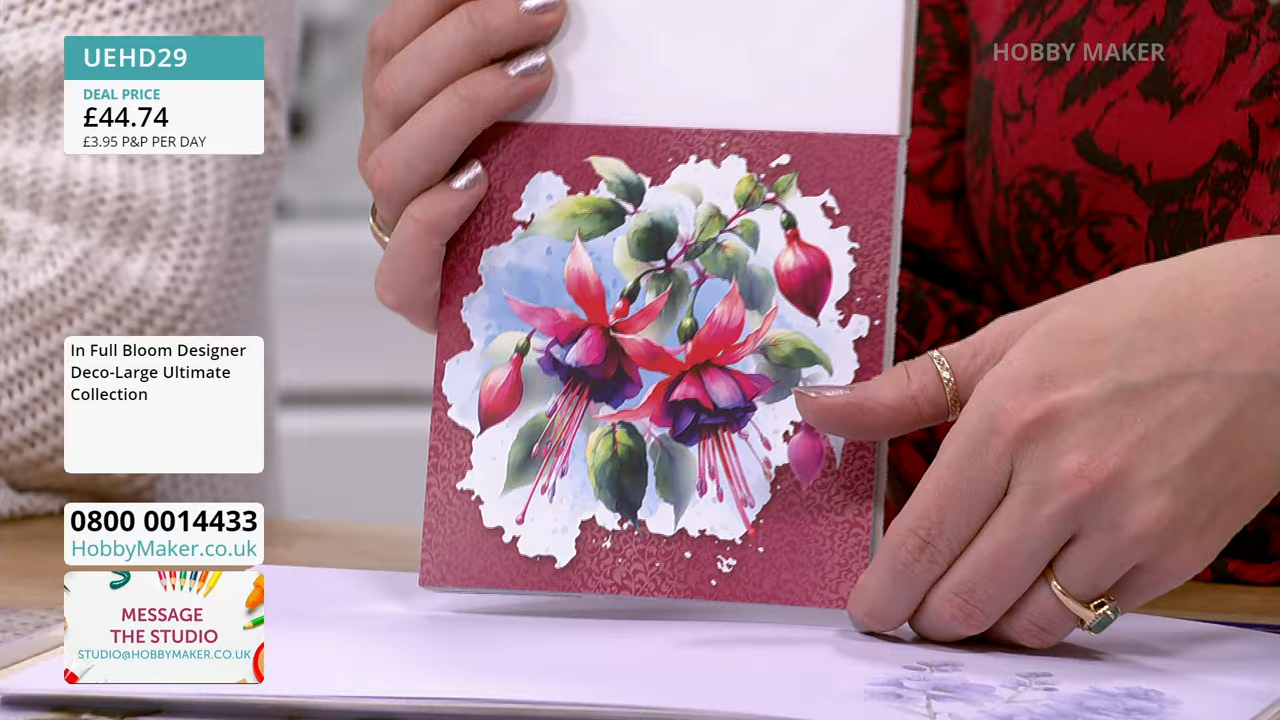 UEHD29
DEAL PRICE
£44.74
£3.95 P&P PER DAY
HOBBY MAKER
In Full Bloom Designer
Deco-Large Ultimate
Collection
0800 0014433
HobbyMaker.co.uk
MESSAGE
THE STUDIO
STUDIO@HOBBYMAKER.CO.UK